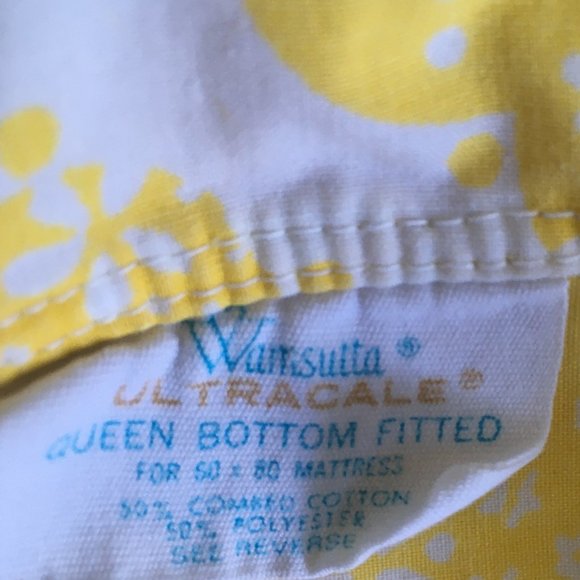 Wamsutta ®
ULTRACALE ®
QUEEN BOTTOM FITTED
FOR 60 x 80 MATTRESS
50% COMBED COTTON
50% POLYESTER
SEE REVERSE